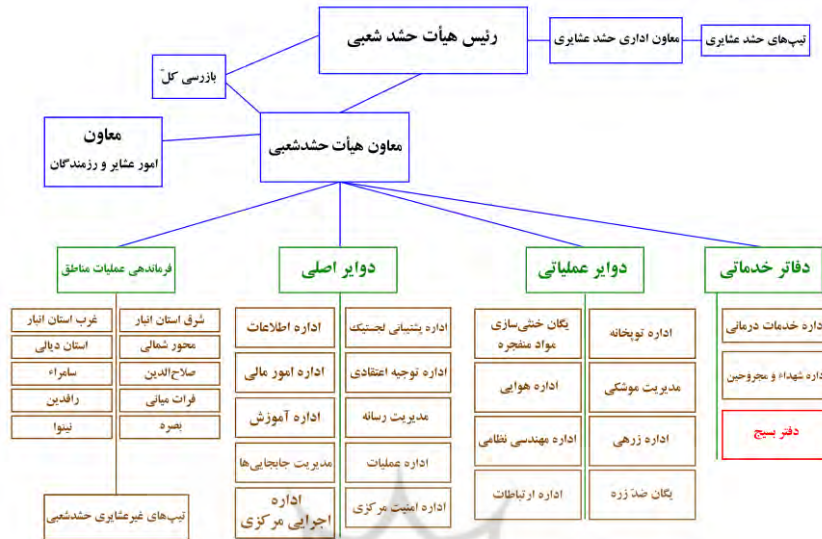 رئیس هیأت حشد شعبی
معاون اداری حشد عشایری
تیپ‌های حشد عشایری
بازرسی کلّ
معاون هیأت حشدشعبی
معاون
امور عشایر و رزمندگان
دفاتر خدماتی
دوایر عملیاتی
دوایر اصلی
فرماندهی عملیات مناطق
داره خدمات درمانی
داره شهداء و مجروحین
دفتر بسیج
اداره توپخانه
یگان خنثی‌سازی
مواد منفجره
مدیریت موشکی
اداره هوایی
اداره زرهی
اداره مهندسی نظامی
یگان ضدّ زره
اداره ارتباطات
اداره پشتیبانی لجستیک
اداره اطلاعات
اداره توجیه اعتقادی
اداره امور مالی
مدیریت رسانه
اداره آموزش
اداره عملیات
مدیریت جابجایی‌ها
اداره امنیت مرکزی
اداره
اجرایی مرکزی
شرق استان انبار
غرب استان انبار
محور شمالی
استان دیالی
صلاح‌الدین
سامراء
فرات میانی
رافدین
بصره
نینوا
تیپ‌های غیرعشایری حشدشعبی